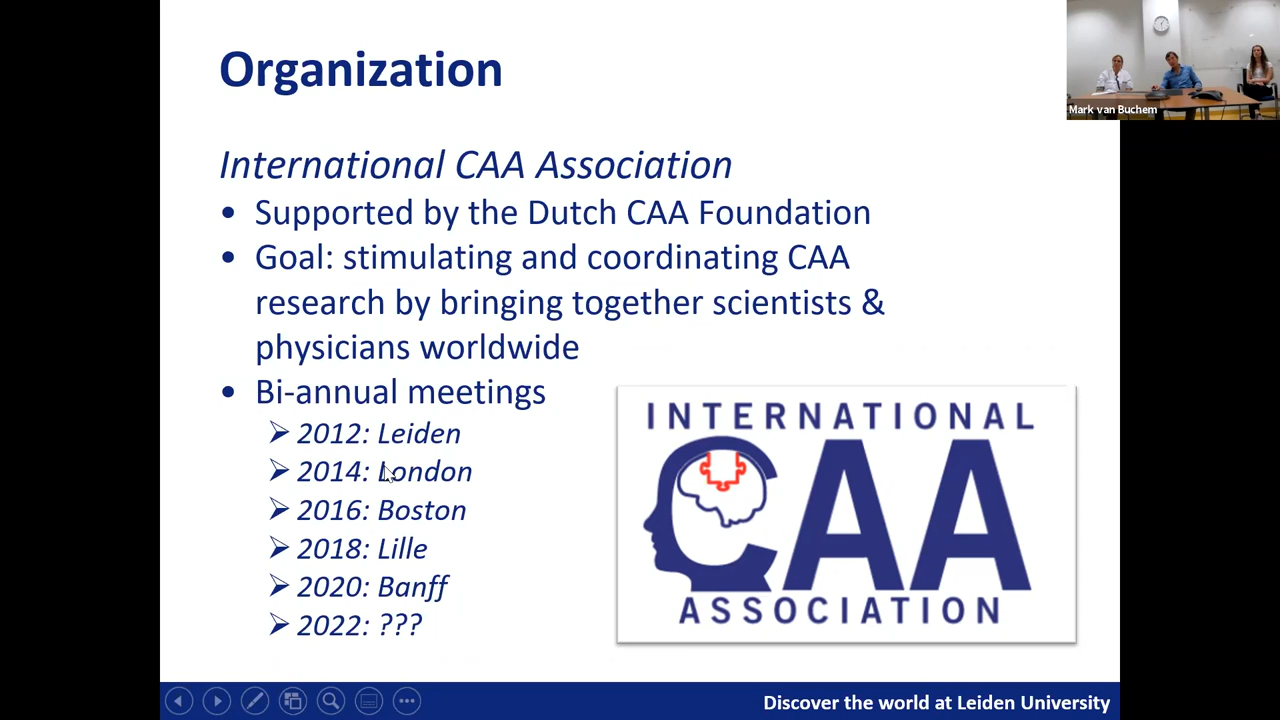 Organization
Mark van Buchem
International CAA Association
• Supported by the Dutch CAA Foundation
• Goal: stimulating and coordinating CAA
research by bringing together scientists &
physicians worldwide
• Bi-annual meetings
➢ 2012: Leiden
➢ 2014: London
➢ 2016: Boston
➢ 2018: Lille
➢ 2020: Banff
➢ 2022: ???
INTERNATIONAL
CAA
ASSOCIATION
Discover the world at Leiden University